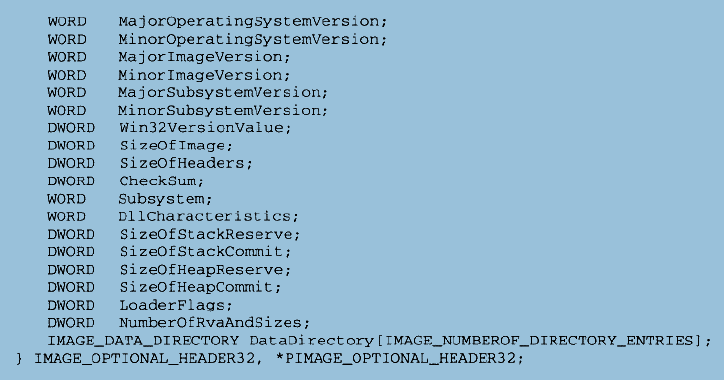 WORD MajorOperatingSystemVersion;
WORD MinorOperatingSystemVersion;
WORD MajorImageVersion;
WORD MinorImageVersion;
WORD MajorSubsystemVersion;
WORD MinorSubsystemVersion;
DWORD Win32VersionValue;
DWORD SizeOfImage;
DWORD SizeOfHeaders;
DWORD CheckSum;
WORD Subsystem;
WORD DllCharacteristics;
DWORD SizeOfStackReserve;
DWORD SizeOfStackCommit;
DWORD SizeOfHeapReserve;
DWORD SizeOfHeapCommit;
DWORD LoaderFlags;
DWORD NumberOfRvaAndSizes;
IMAGE_DATA_DIRECTORY DataDirectory[IMAGE_NUMBEROF_DIRECTORY_ENTRIES];
} IMAGE_OPTIONAL_HEADER32, *PIMAGE_OPTIONAL_HEADER32;